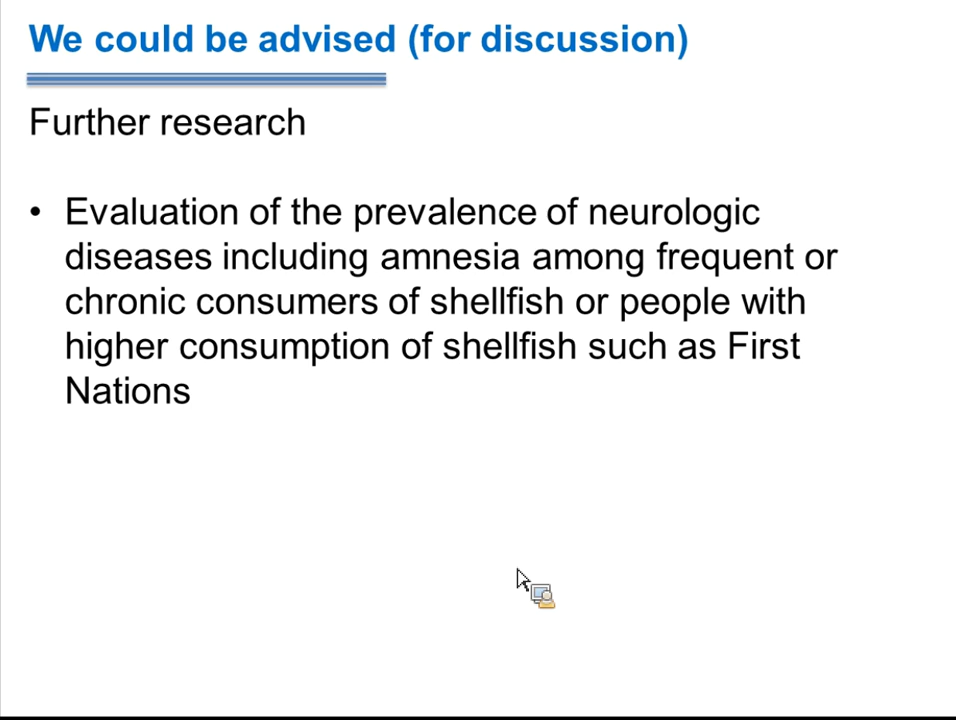 We could be advised (for discussion)
Further research
• Evaluation of the prevalence of neurologic
diseases including amnesia among frequent or
chronic consumers of shellfish or people with
higher consumption of shellfish such as First
Nations